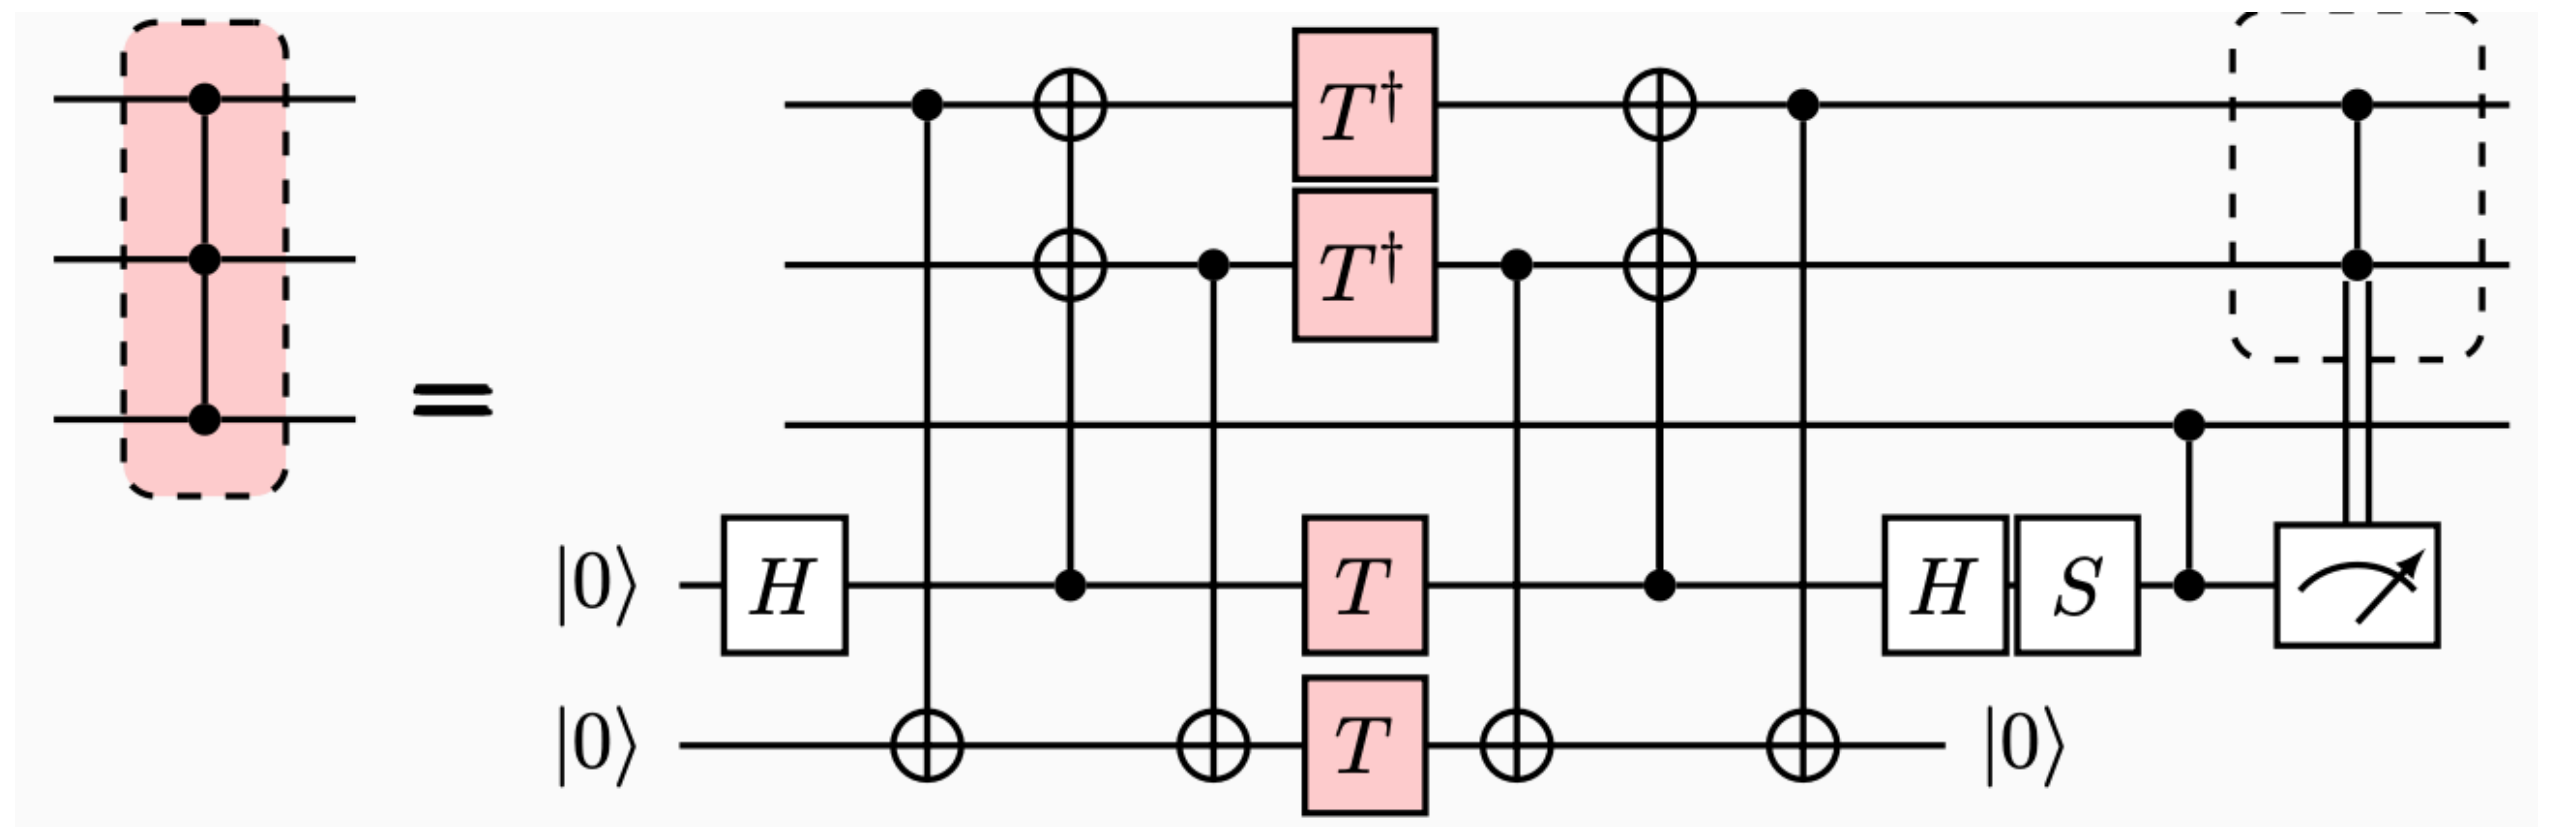 T†
T†
=
|0⟩ H T H S
|0⟩ T |0⟩